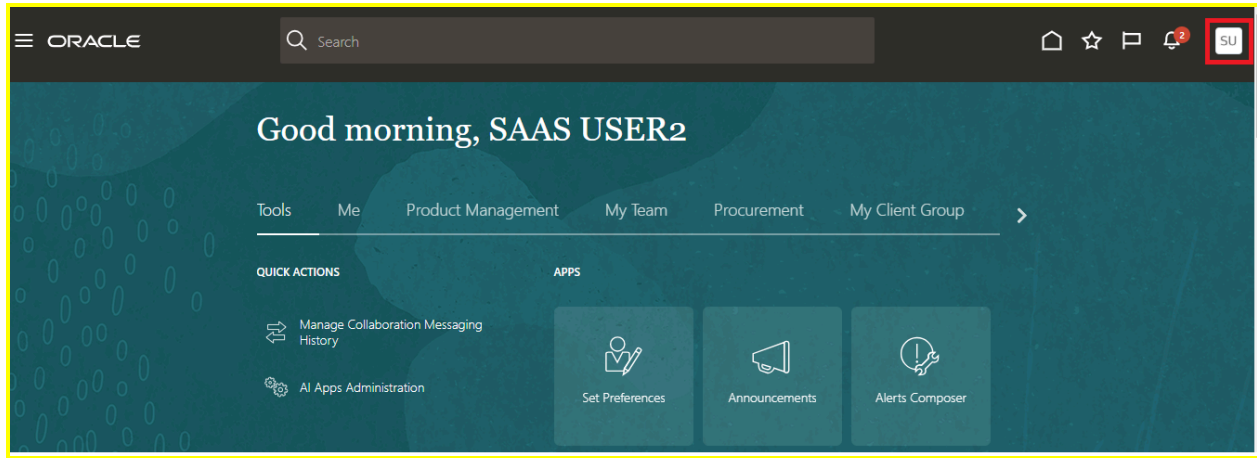 ORACLE
Search
2
SU
Good morning, SAAS USER2
Tools Me Product Management My Team Procurement My Client Group
QUICK ACTIONS
APPS
Manage Collaboration Messaging
History
AI Apps Administration
Set Preferences
Announcements
Alerts Composer